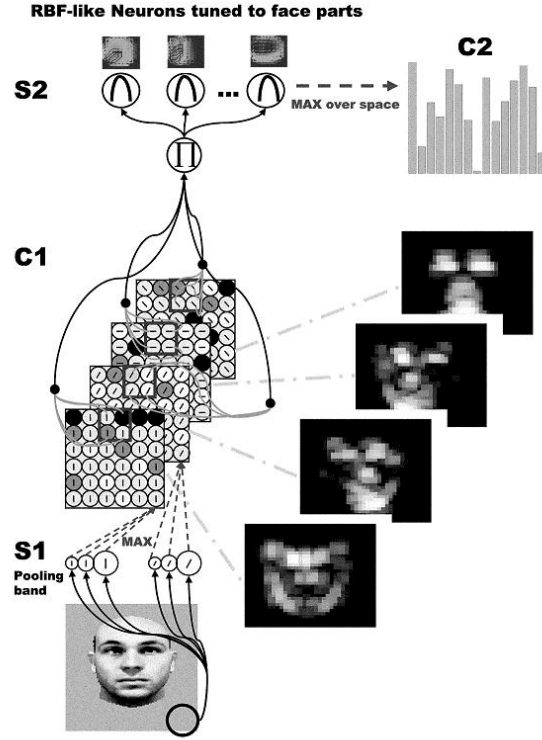 RBF-like Neurons tuned to face parts
C2
S2
...
MAX over space
Π
C1
MAX
S1
Pooling
band